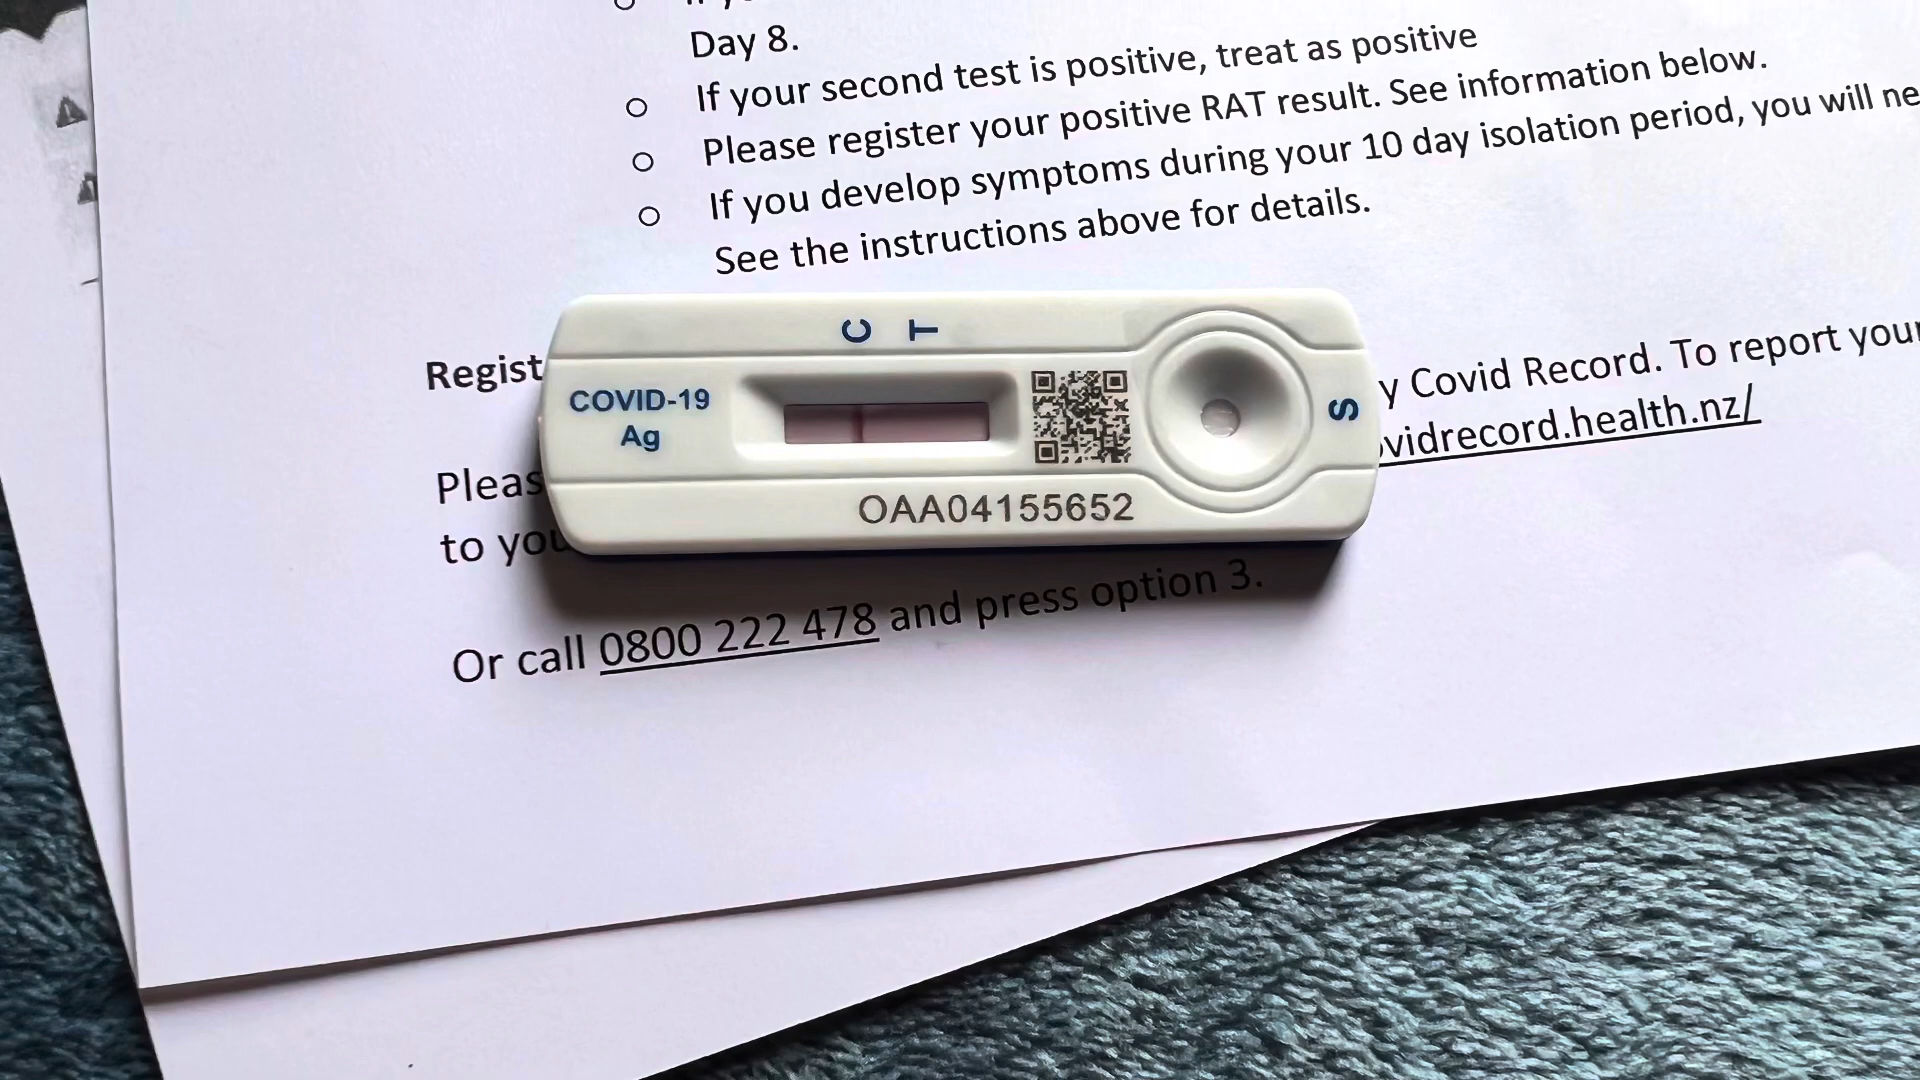 Day 8.
If your second test is positive, treat as positive
Please register your positive RAT result. See information below.
If you develop symptoms during your 10 day isolation period, you will
See the instructions above for details.
C T
Regist
COVID-19
Ag
S
y Covid Record. To report your
Pleas
ovidrecord.health.nz/
OAA04155652
to you
Or call 0800 222 478 and press option 3.